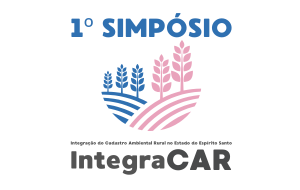 1º SIMPÓSIO
Integração do Cadastro Ambiental Rural no Estado do Espírito Santo
IntegraCAR